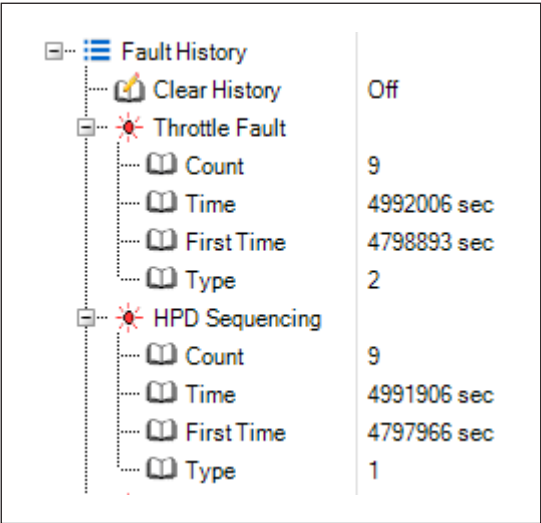 Fault History
Clear History Off
Throttle Fault
Count 9
Time 4992006 sec
First Time 4798893 sec
Type 2
HPD Sequencing
Count 9
Time 4991906 sec
First Time 4797966 sec
Type 1